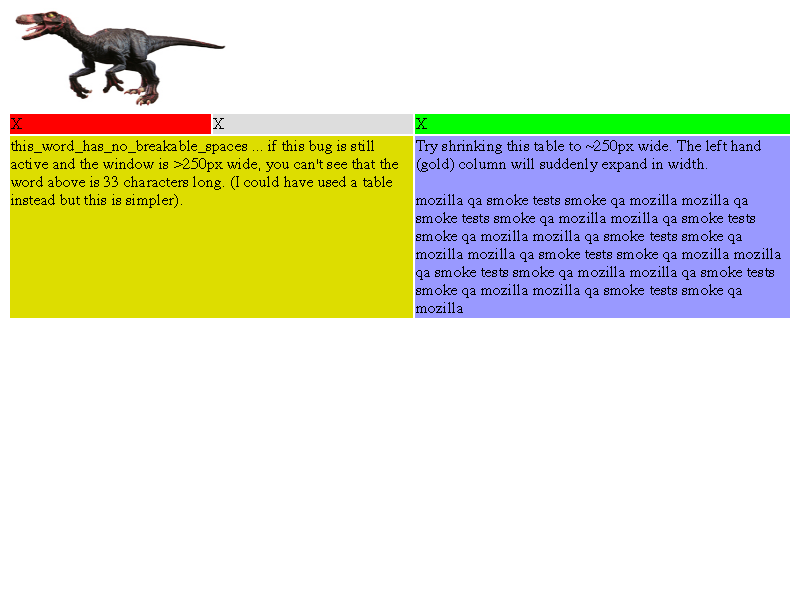 X
X
X
this_word_has_no_breakable_spaces ... if this bug is still
active and the window is >250px wide, you can't see that the
word above is 33 characters long. (I could have used a table
instead but this is simpler).
Try shrinking this table to ~250px wide. The left hand
(gold) column will suddenly expand in width.
mozilla qa smoke tests smoke qa mozilla mozilla qa
smoke tests smoke qa mozilla mozilla qa smoke tests
smoke qa mozilla mozilla qa smoke tests smoke qa
mozilla mozilla qa smoke tests smoke qa mozilla mozilla
qa smoke tests smoke qa mozilla mozilla qa smoke tests
smoke qa mozilla mozilla qa smoke tests smoke qa
mozilla